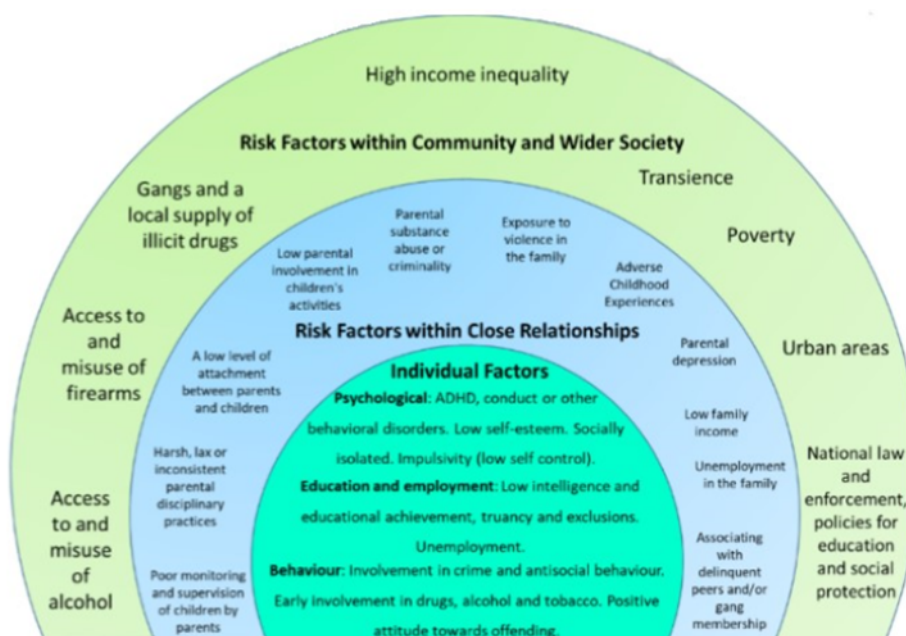 High income inequality
Risk Factors within Community and Wider Society
Transience
Poverty
Urban areas
National law
and
enforcement,
policies for
education
and social
protection
Gangs and a
local supply of
illicit drugs
Access to
and
misuse of
firearms
Access
to and
misuse
of
alcohol
Low parental
involvement in
children's
activities
Parental
substance
abuse or
criminality
Exposure to
violence in
the family
Adverse
Childhood
Experiences
Risk Factors within Close Relationships
Parental
depression
Low family
income
Unemployment
in the family
Associating
with
delinquent
peers and/or
gang
membership
A low level of
attachment
between parents
and children
Harsh, lax or
inconsistent
parental
disciplinary
practices
Poor monitoring
and supervision
of children by
parents
Individual Factors
Psychological: ADHD, conduct or other
behavioral disorders. Low self-esteem. Socially
isolated. Impulsivity (low self control).
Education and employment: Low intelligence and
educational achievement, truancy and exclusions.
Unemployment.
Behaviour: Involvement in crime and antisocial behaviour.
Early involvement in drugs, alcohol and tobacco. Positive
attitude towards offending.